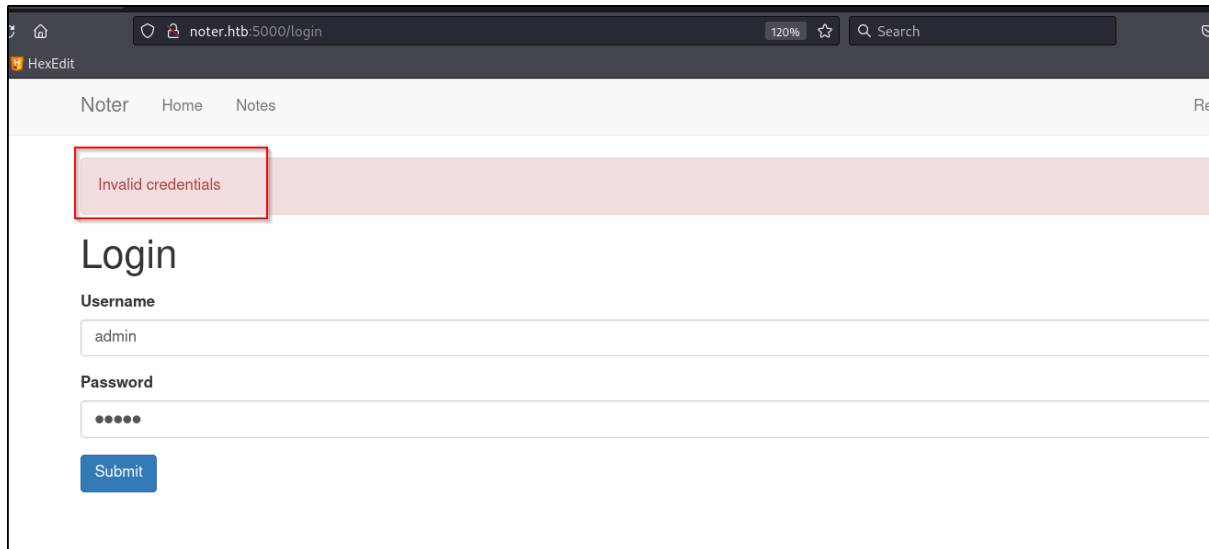 noter.htb:5000/login 120% Search
HexEdit
Noter Home Notes
Invalid credentials
Login
Username
admin
Password
Submit